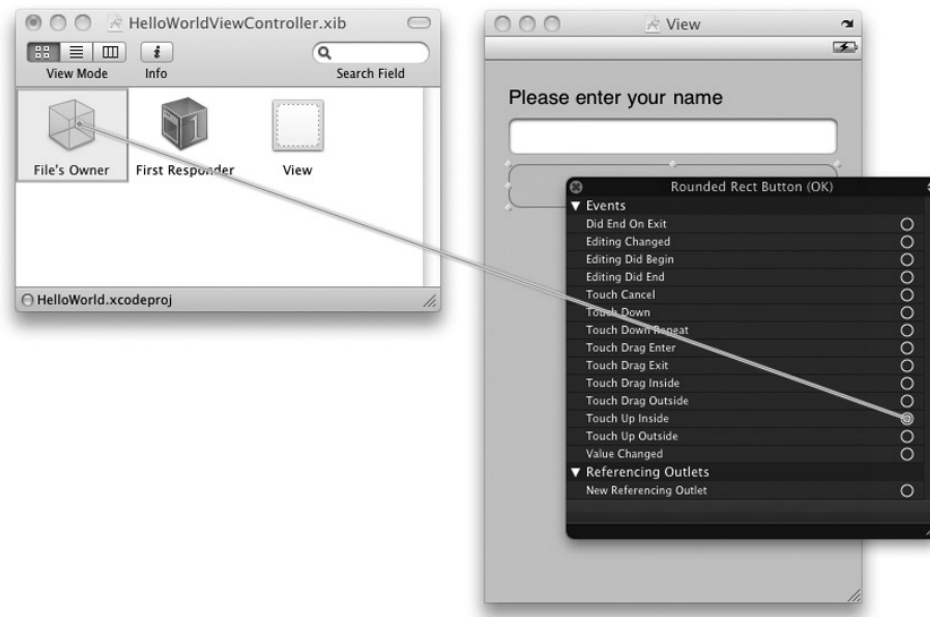 HelloWorldViewController.xib
View Mode
Info
Search Field
File's Owner
First Responder
View
HelloWorld.xcodeproj
View
Please enter your name
Rounded Rect Button (OK)
Events
Did End On Exit
Editing Changed
Editing Did Begin
Editing Did End
Touch Cancel
Touch Down
Touch Down Repeat
Touch Drag Enter
Touch Drag Exit
Touch Drag Inside
Touch Drag Outside
Touch Up Inside
Touch Up Outside
Value Changed
Referencing Outlets
New Referencing Outlet